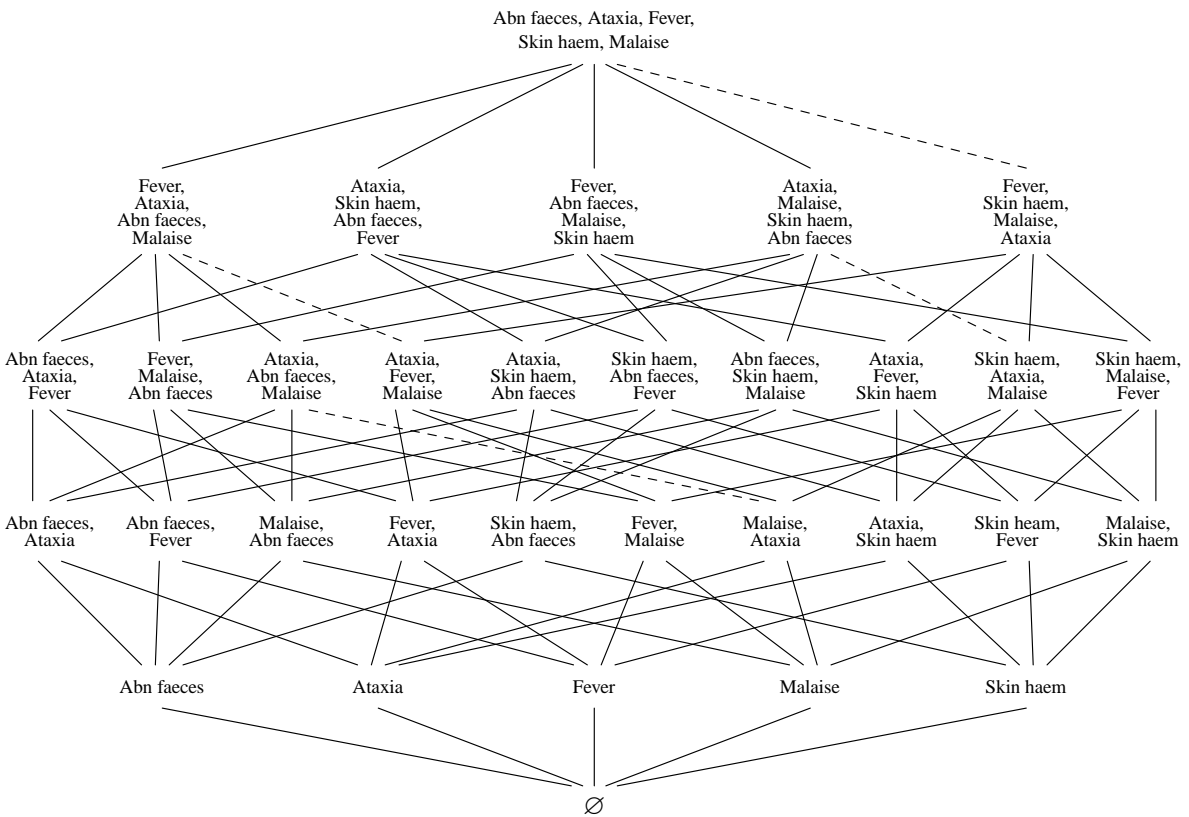 Abn faeces, Ataxia, Fever,
Skin haem, Malaise
Fever,
Ataxia,
Abn faeces,
Malaise
Ataxia,
Skin haem,
Abn faeces,
Fever
Fever,
Abn faeces,
Malaise,
Skin haem
Ataxia,
Malaise,
Skin haem,
Abn faeces
Fever,
Skin haem,
Malaise,
Ataxia
Abn faeces,
Ataxia,
Fever
Fever,
Malaise,
Abn faeces
Ataxia,
Abn faeces,
Malaise
Ataxia,
Fever,
Malaise
Ataxia,
Skin haem,
Abn faeces
Skin haem,
Abn faeces,
Fever
Abn faeces,
Skin haem,
Malaise
Ataxia,
Fever,
Skin haem
Skin haem,
Ataxia,
Malaise
Skin haem,
Malaise,
Fever
Abn faeces,
Ataxia
Abn faeces,
Fever
Malaise,
Abn faeces
Fever,
Ataxia
Skin haem,
Abn faeces
Fever,
Malaise
Malaise,
Ataxia
Ataxia,
Skin haem
Skin heam,
Fever
Malaise,
Skin haem
Abn faeces
Ataxia
Fever
Malaise
Skin haem
∅